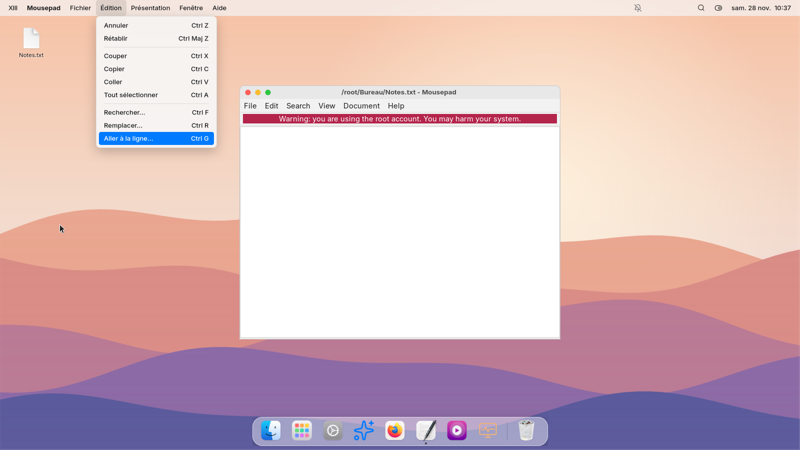 XIII Mousepad Fichier Édition Présentation Fenêtre Aide sam. 28 nov. 10:37
Annuler Ctrl Z
Rétablir Ctrl Maj Z
Couper Ctrl X
Copier Ctrl C
Coller Ctrl V
Tout sélectionner Ctrl A
Rechercher... Ctrl F
Remplacer... Ctrl R
Aller à la ligne... Ctrl G
Notes.txt
/root/Bureau/Notes.txt - Mousepad
File Edit Search View Document Help
Warning: you are using the root account. You may harm your system.